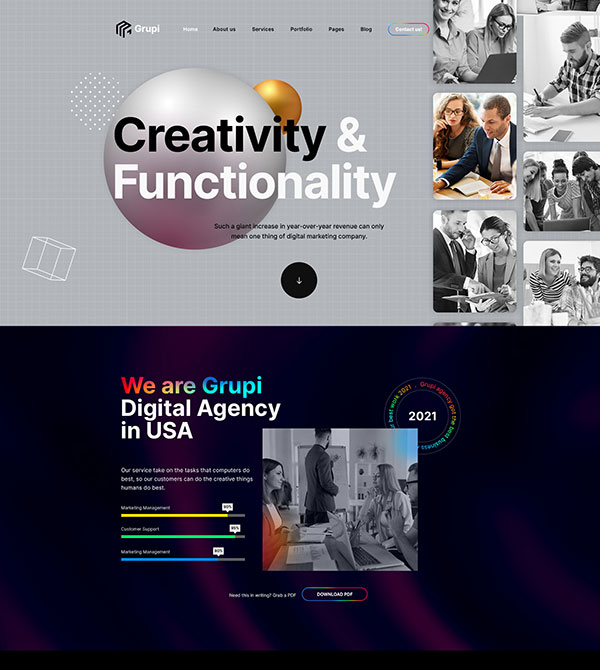 Grupi
Home About us Services Portfolio Pages Blog Contact us!
Creativity &
Functionality
Such a giant increase in year-over-year revenue can only
mean one thing of digital marketing company.
We are Grupi
Digital Agency
in USA
2021
Grupi agency got the best business
best work 2021
Our service take on the tasks that computers do
best, so our customers can do the creative things
humans do best.
Marketing Management
Customer Support
Marketing Management
Need this in writing? Grab a PDF
DOWNLOAD PDF